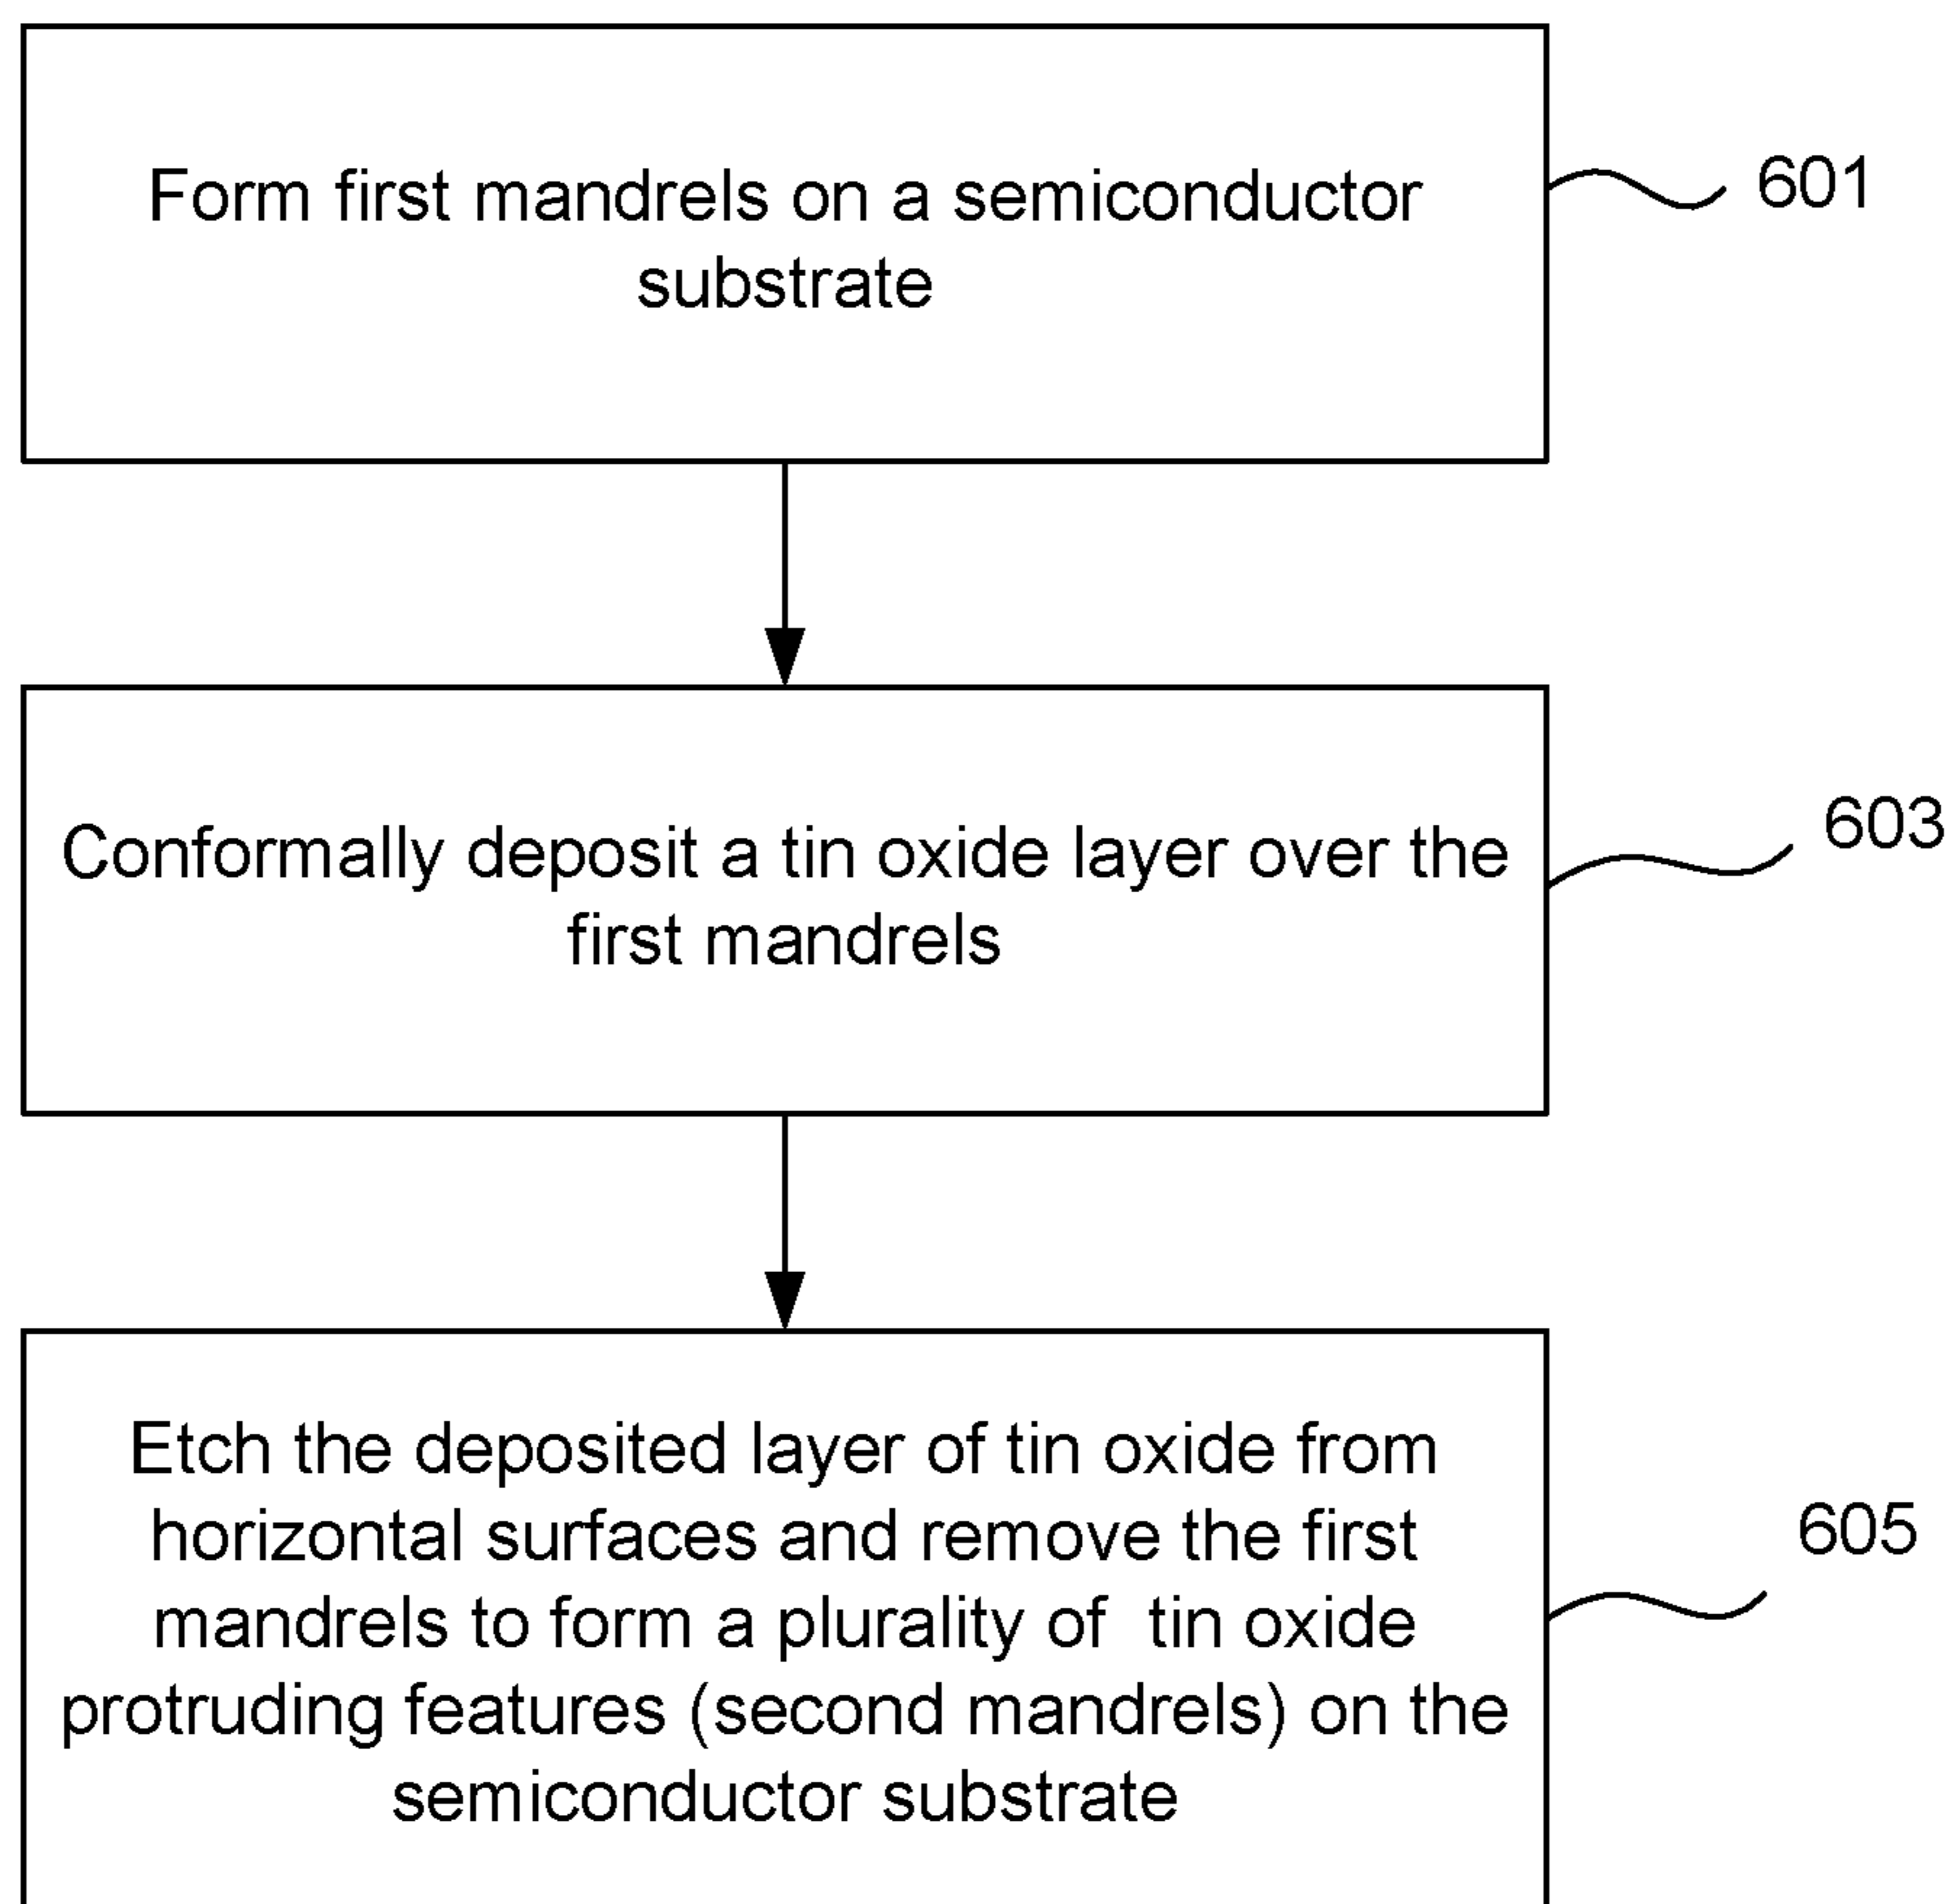 Form first mandrels on a semiconductor
substrate
601
Conformally deposit a tin oxide layer over the
first mandrels
603
Etch the deposited layer of tin oxide from
horizontal surfaces and remove the first
mandrels to form a plurality of tin oxide
protruding features (second mandrels) on the
semiconductor substrate
605